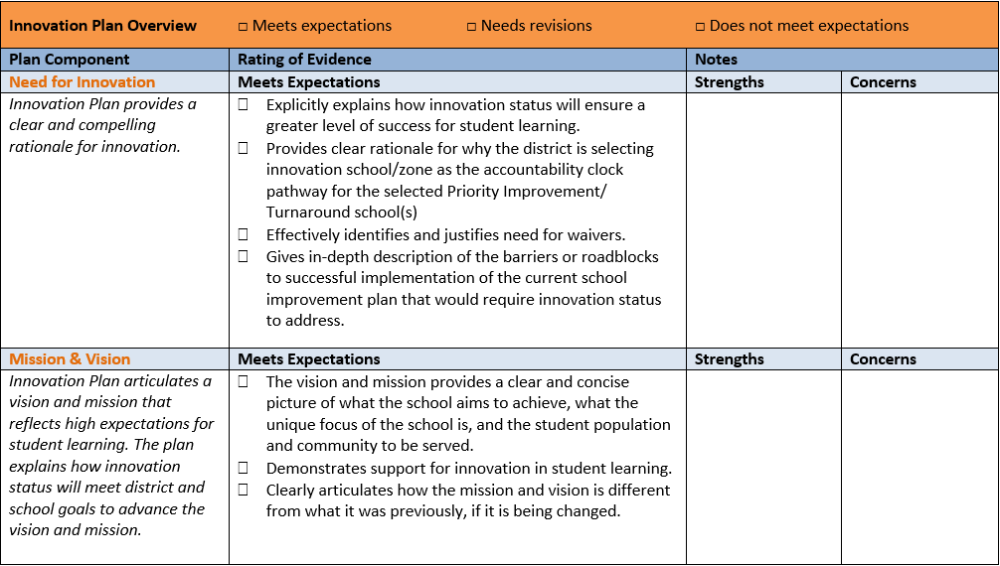 Innovation Plan Overview □ Meets expectations □ Needs revisions □ Does not meet expectations
Plan Component Rating of Evidence Notes
Need for Innovation Meets Expectations Strengths Concerns
Innovation Plan provides a
clear and compelling
rationale for innovation.
☐ Explicitly explains how innovation status will ensure a
greater level of success for student learning.
☐ Provides clear rationale for why the district is selecting
innovation school/zone as the accountability clock
pathway for the selected Priority Improvement/
Turnaround school(s)
☐ Effectively identifies and justifies need for waivers.
☐ Gives in-depth description of the barriers or roadblocks
to successful implementation of the current school
improvement plan that would require innovation status
to address.
Mission & Vision Meets Expectations Strengths Concerns
Innovation Plan articulates a
vision and mission that
reflects high expectations for
student learning. The plan
explains how innovation
status will meet district and
school goals to advance the
vision and mission.
☐ The vision and mission provides a clear and concise
picture of what the school aims to achieve, what the
unique focus of the school is, and the student population
and community to be served.
☐ Demonstrates support for innovation in student learning.
☐ Clearly articulates how the mission and vision is different
from what it was previously, if it is being changed.